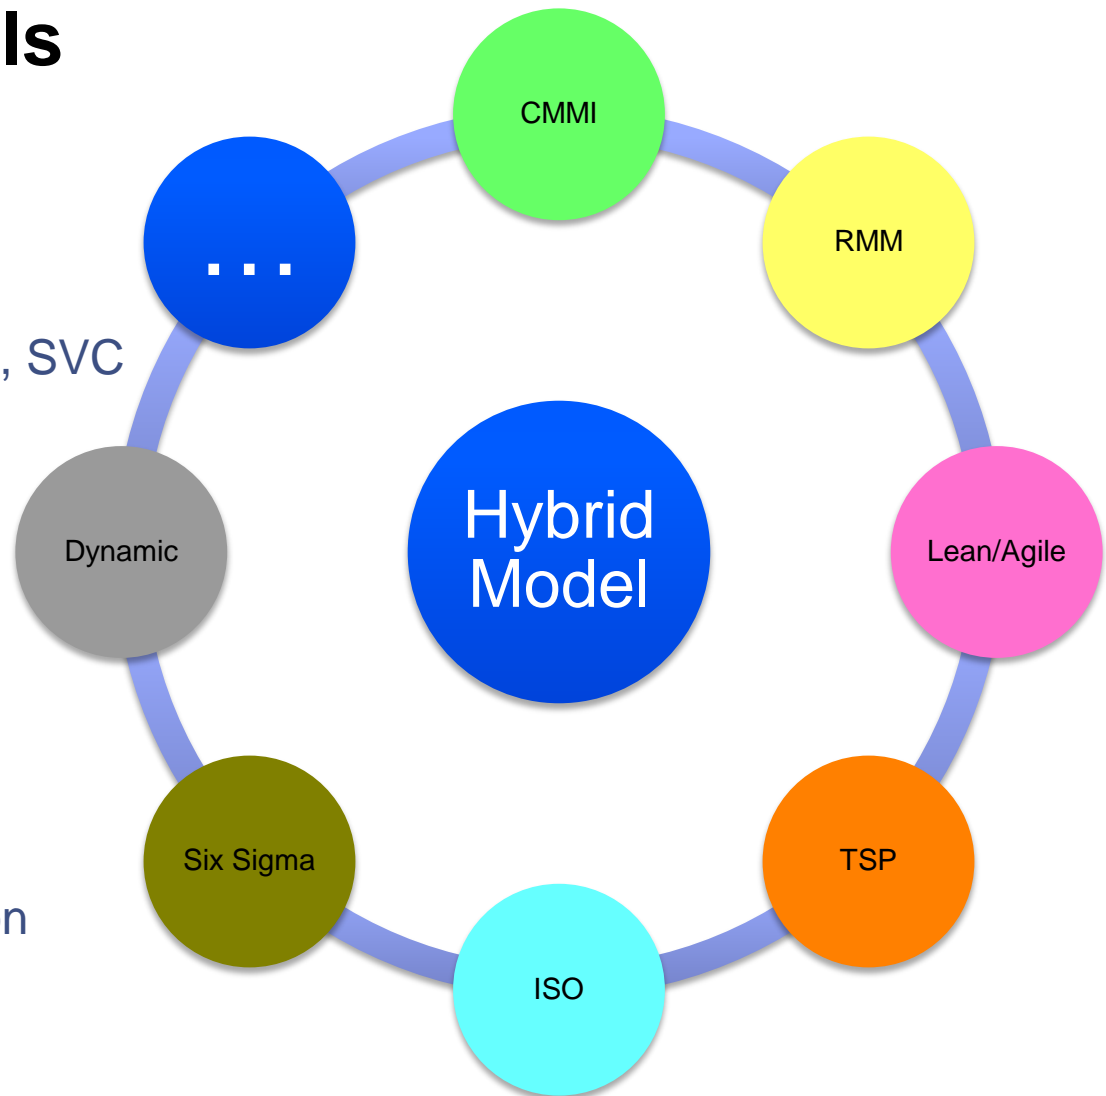 ls
CMMI
RMM
...
, SVC
Hybrid
Model
Dynamic
Lean/Agile
Six Sigma
TSP
n
ISO